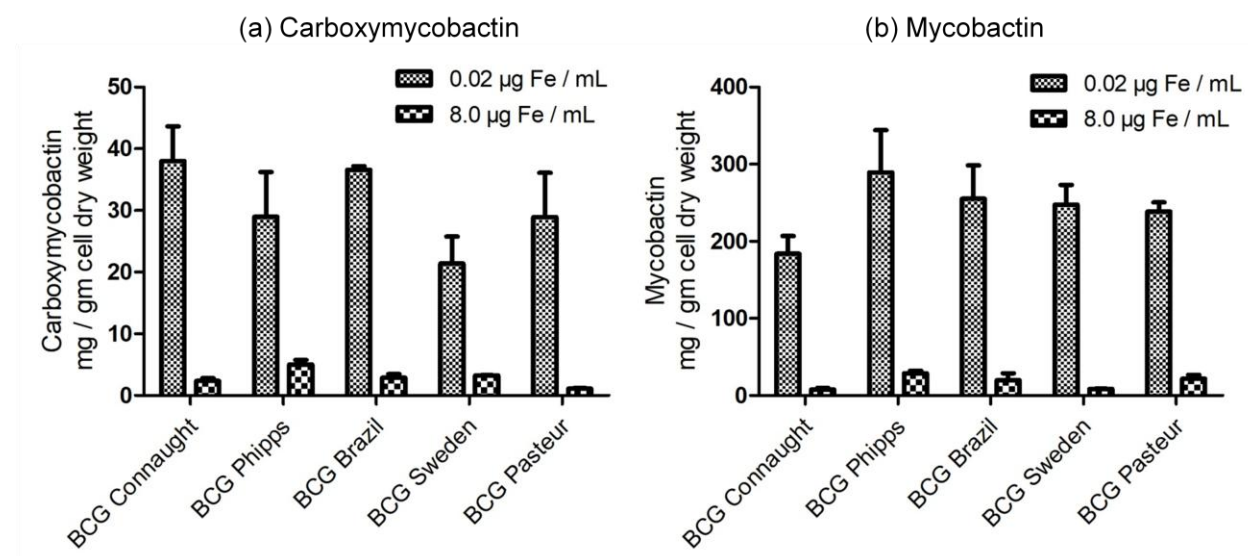 (a) Carboxymycobactin
0.02 µg Fe / mL
8.0 µg Fe / mL
Carboxymycobactin
mg / gm cell dry weight
50
40
30
20
10
0
BCG Connaught
BCG Phipps
BCG Brazil
BCG Sweden
BCG Pasteur
(b) Mycobactin
0.02 µg Fe / mL
8.0 µg Fe / mL
Mycobactin
mg / gm cell dry weight
400
300
200
100
0
BCG Connaught
BCG Phipps
BCG Brazil
BCG Sweden
BCG Pasteur